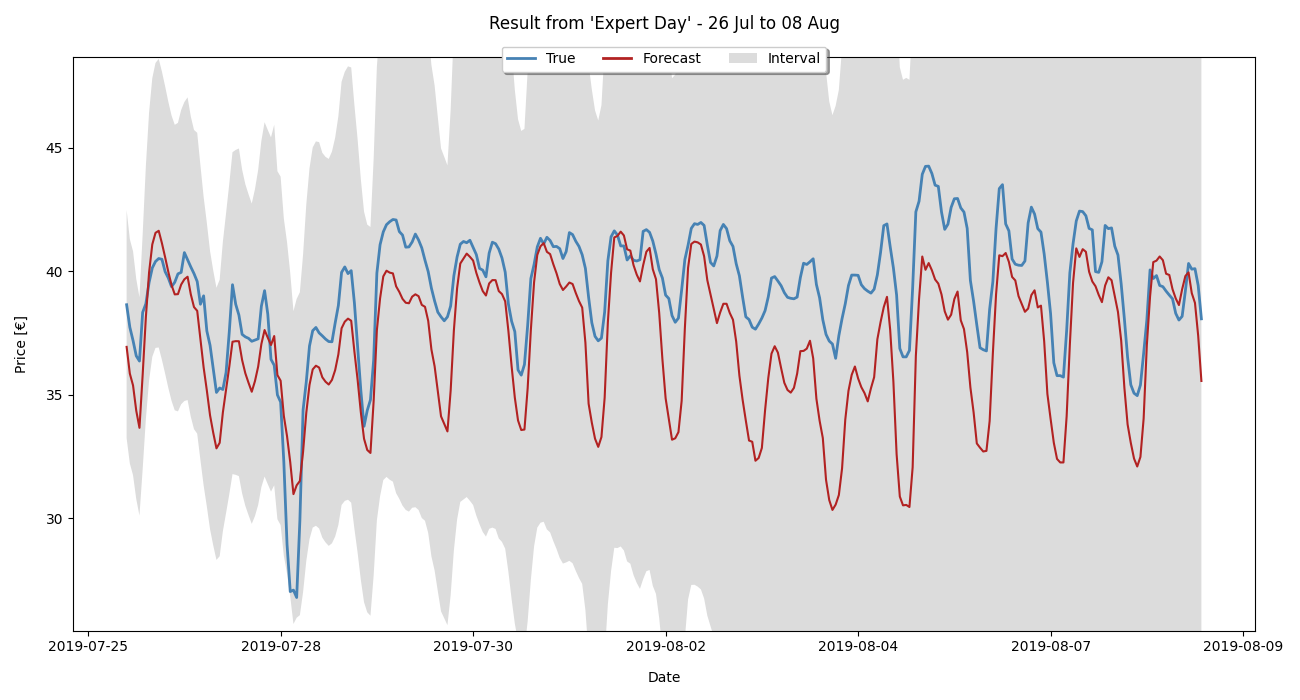 Result from 'Expert Day' - 26 Jul to 08 Aug
True Forecast Interval
45
40
35
30
Price [€]
2019-07-25 2019-07-28 2019-07-30 2019-08-02 2019-08-04 2019-08-07 2019-08-09
Date